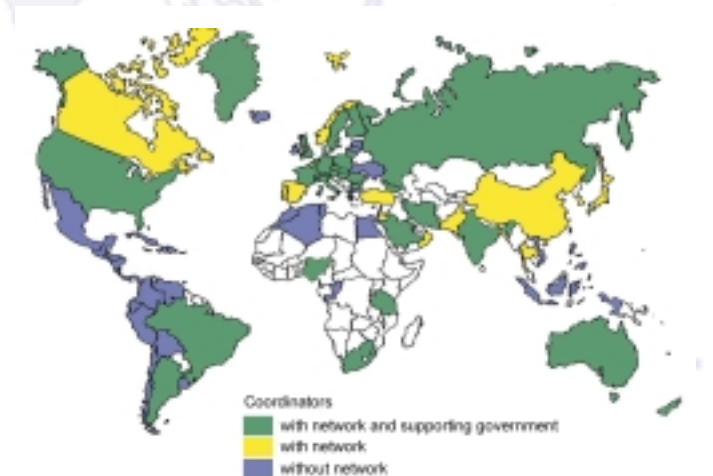 Coordinators
with network and supporting government
with network
without network